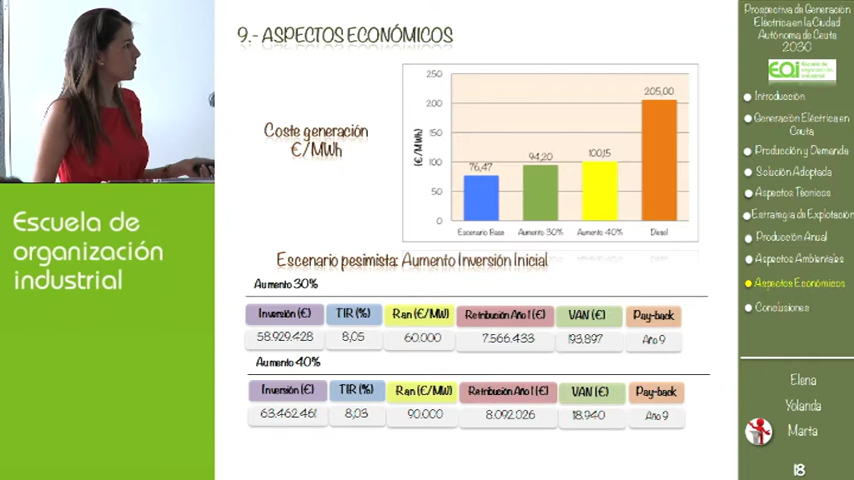 9.- ASPECTOS ECONÓMICOS
Coste generación
€/MWh
(€/MWh)
250
200
150
100
50
0
76,47
94,20
100,15
205,00
Escenario Base
Aumento 30%
Aumento 40%
Diesel
Escenario pesimista: Aumento Inversión Inicial
Aumento 30%
Inversión (€) TIR (%) Ran (€/MW) Retribución Año 1 (€) VAN (€) Pay-back
58.929.428 8,05 60.000 7.566.433 193.897 Año 9
Aumento 40%
Inversión (€) TIR (%) Ran (€/MW) Retribución Año 1 (€) VAN (€) Pay-back
63.462.461 8,03 90.000 8.092.026 18.940 Año 9
Escuela de
organización
industrial
Prospectiva de Generación
Eléctrica en la Ciudad
Autónoma de Ceuta
2030
EOi Escuela de
organización
industrial
Introducción
Generación Eléctrica en
Ceuta
Producción y Demanda
Solución Adoptada
Aspectos Técnicos
Estrategia de Explotación
Producción Anual
Aspectos Ambientales
Aspectos Económicos
Conclusiones
Elena
Yolanda
Marta
18